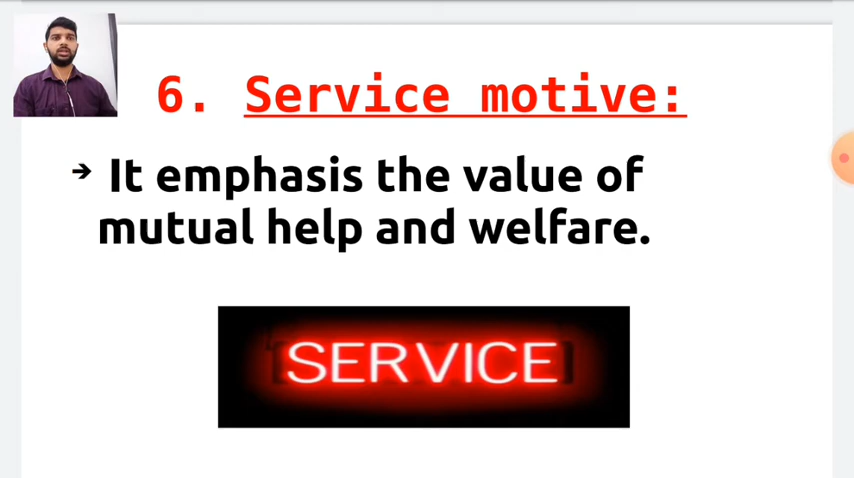 6. Service motive:
➔ It emphasis the value of
mutual help and welfare.
SERVICE